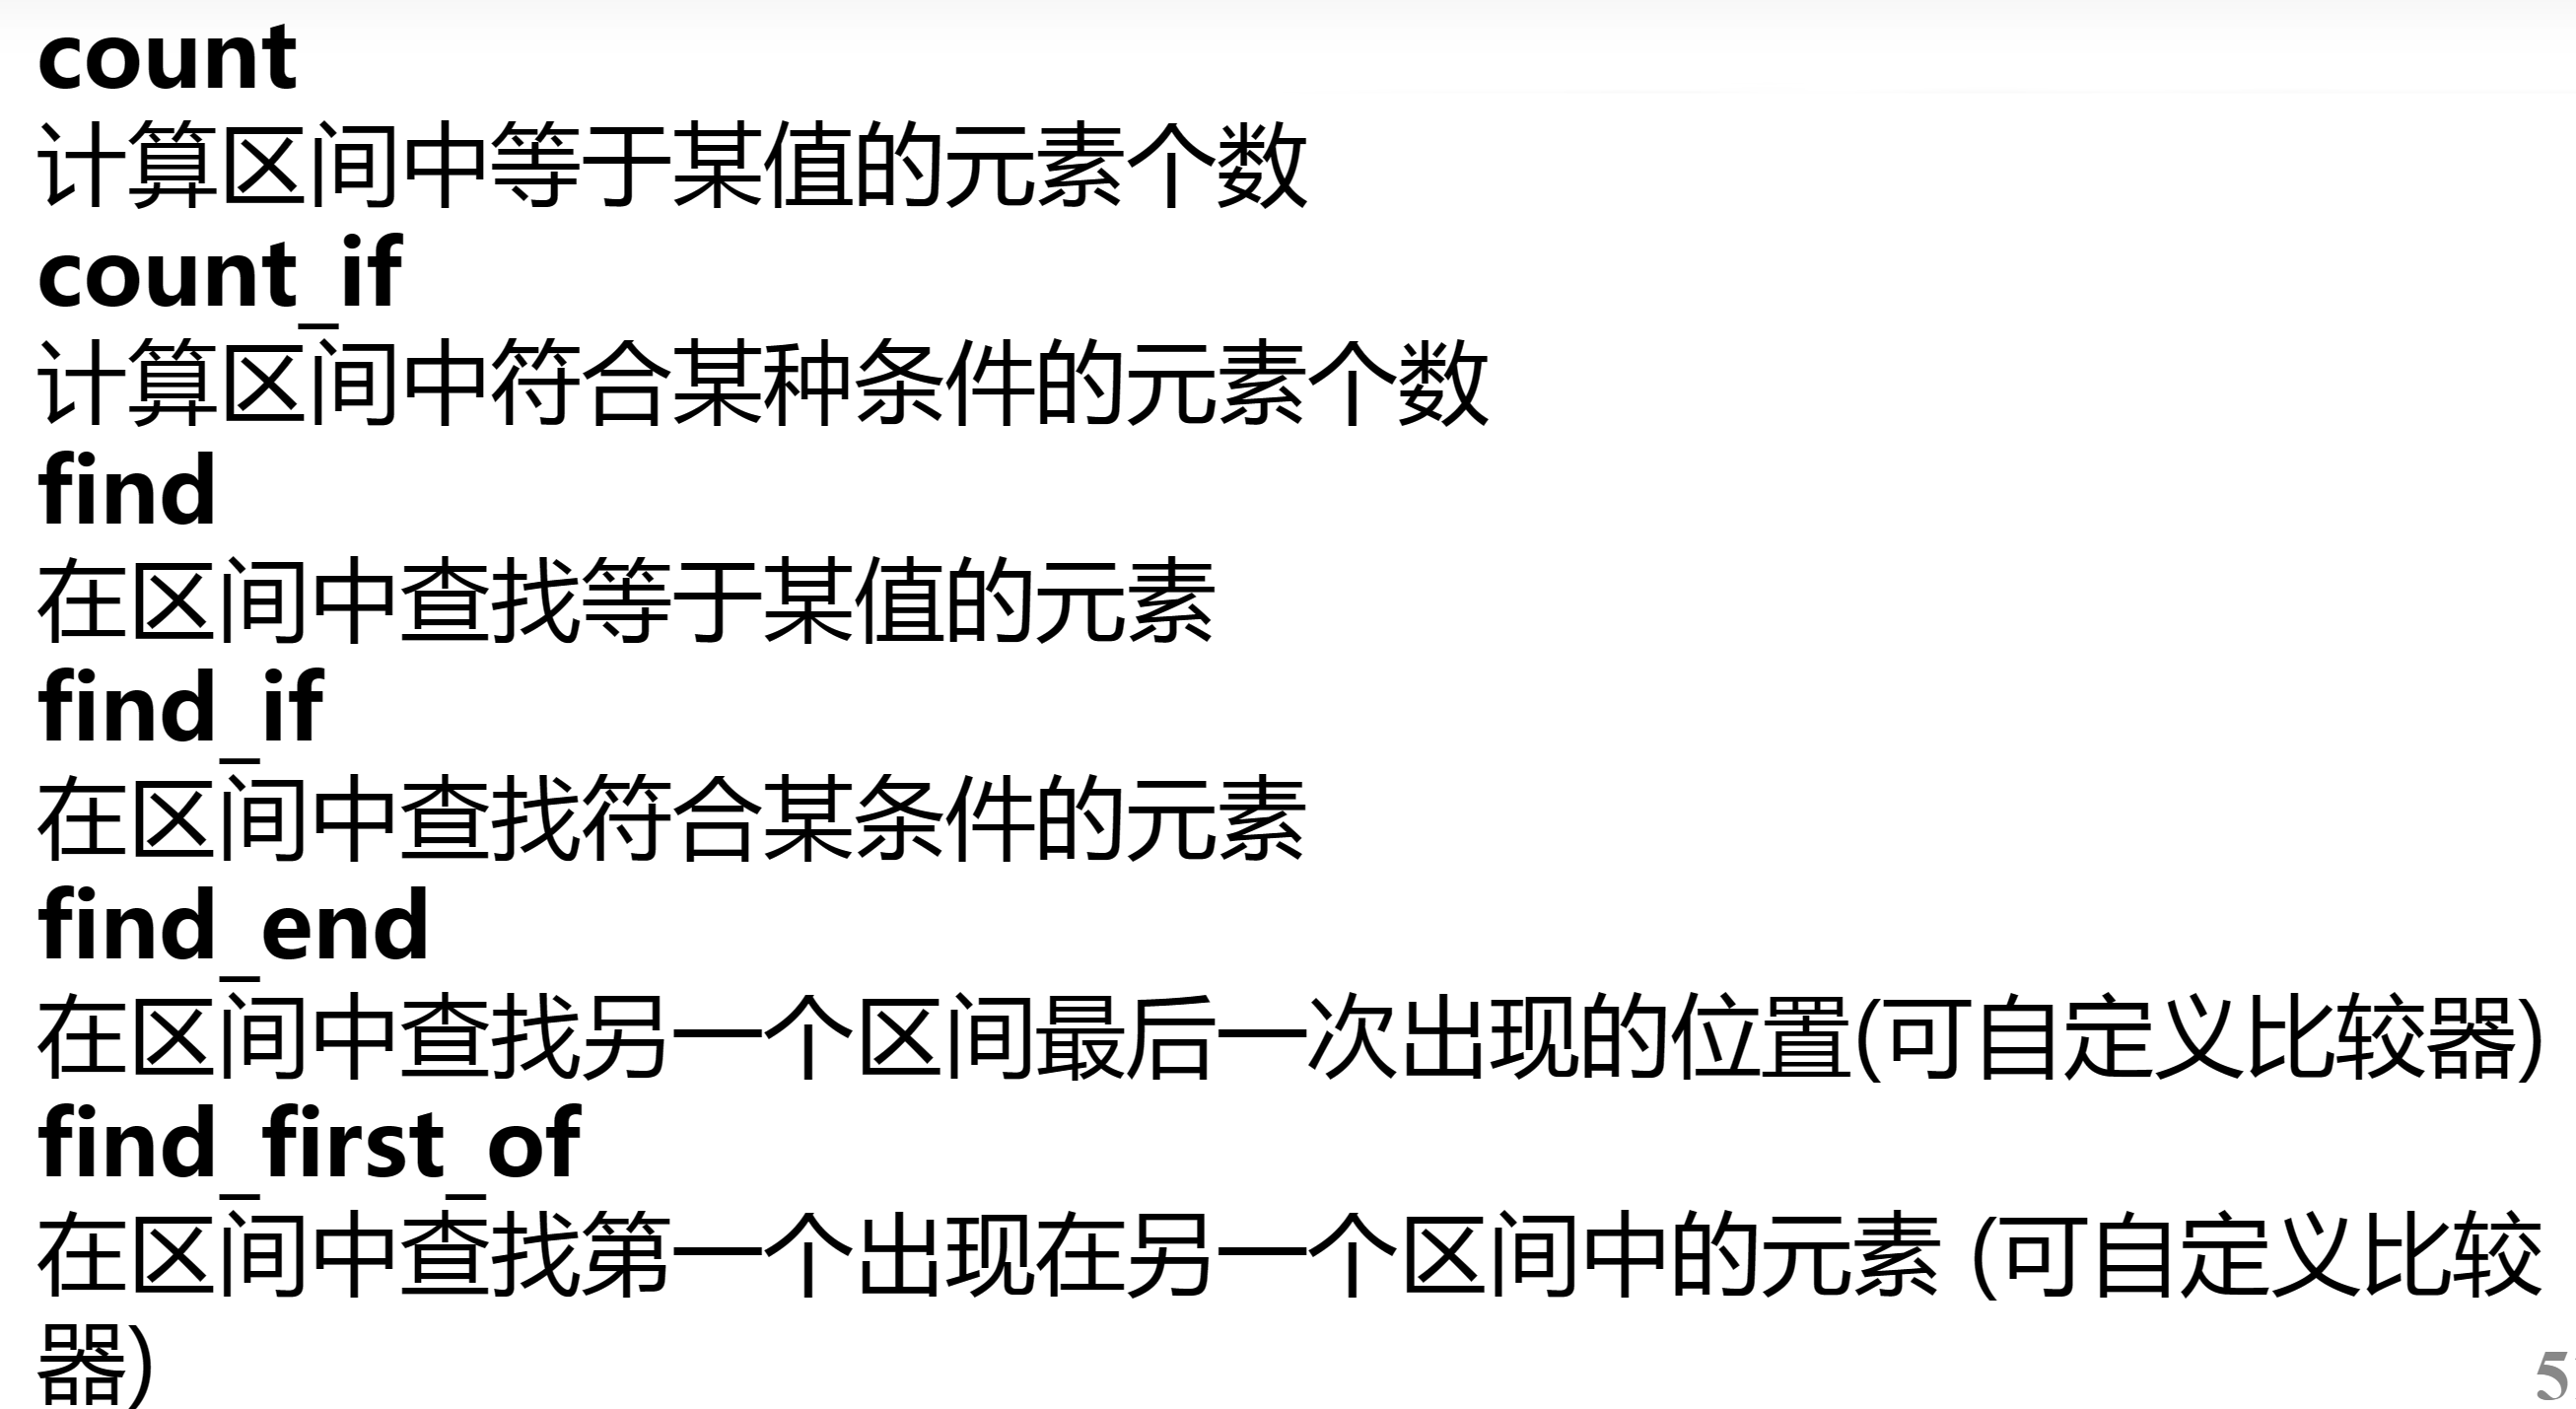 count
计算区间中等于某值的元素个数
count_if
计算区间中符合某种条件的元素个数
find
在区间中查找等于某值的元素
find_if
在区间中查找符合某条件的元素
find_end
在区间中查找另一个区间最后一次出现的位置(可自定义比较器)
find_first_of
在区间中查找第一个出现在另一个区间中的元素 (可自定义比较
器)
5